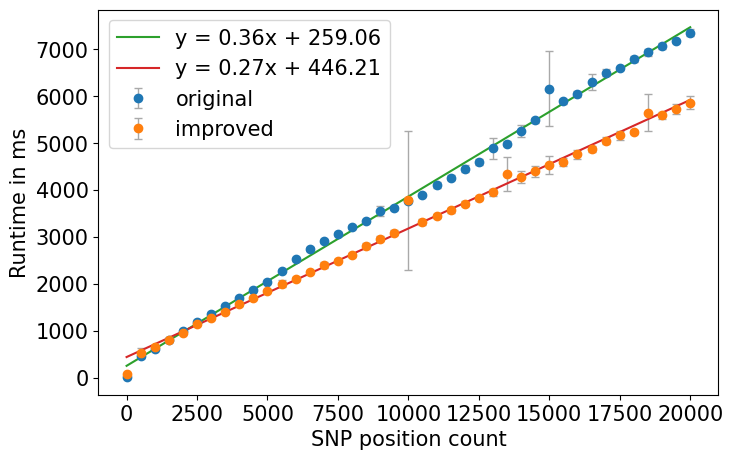 y = 0.36x + 259.06
y = 0.27x + 446.21
original
improved
Runtime in ms
7000
6000
5000
4000
3000
2000
1000
0
0 2500 5000 7500 10000 12500 15000 17500 20000
SNP position count